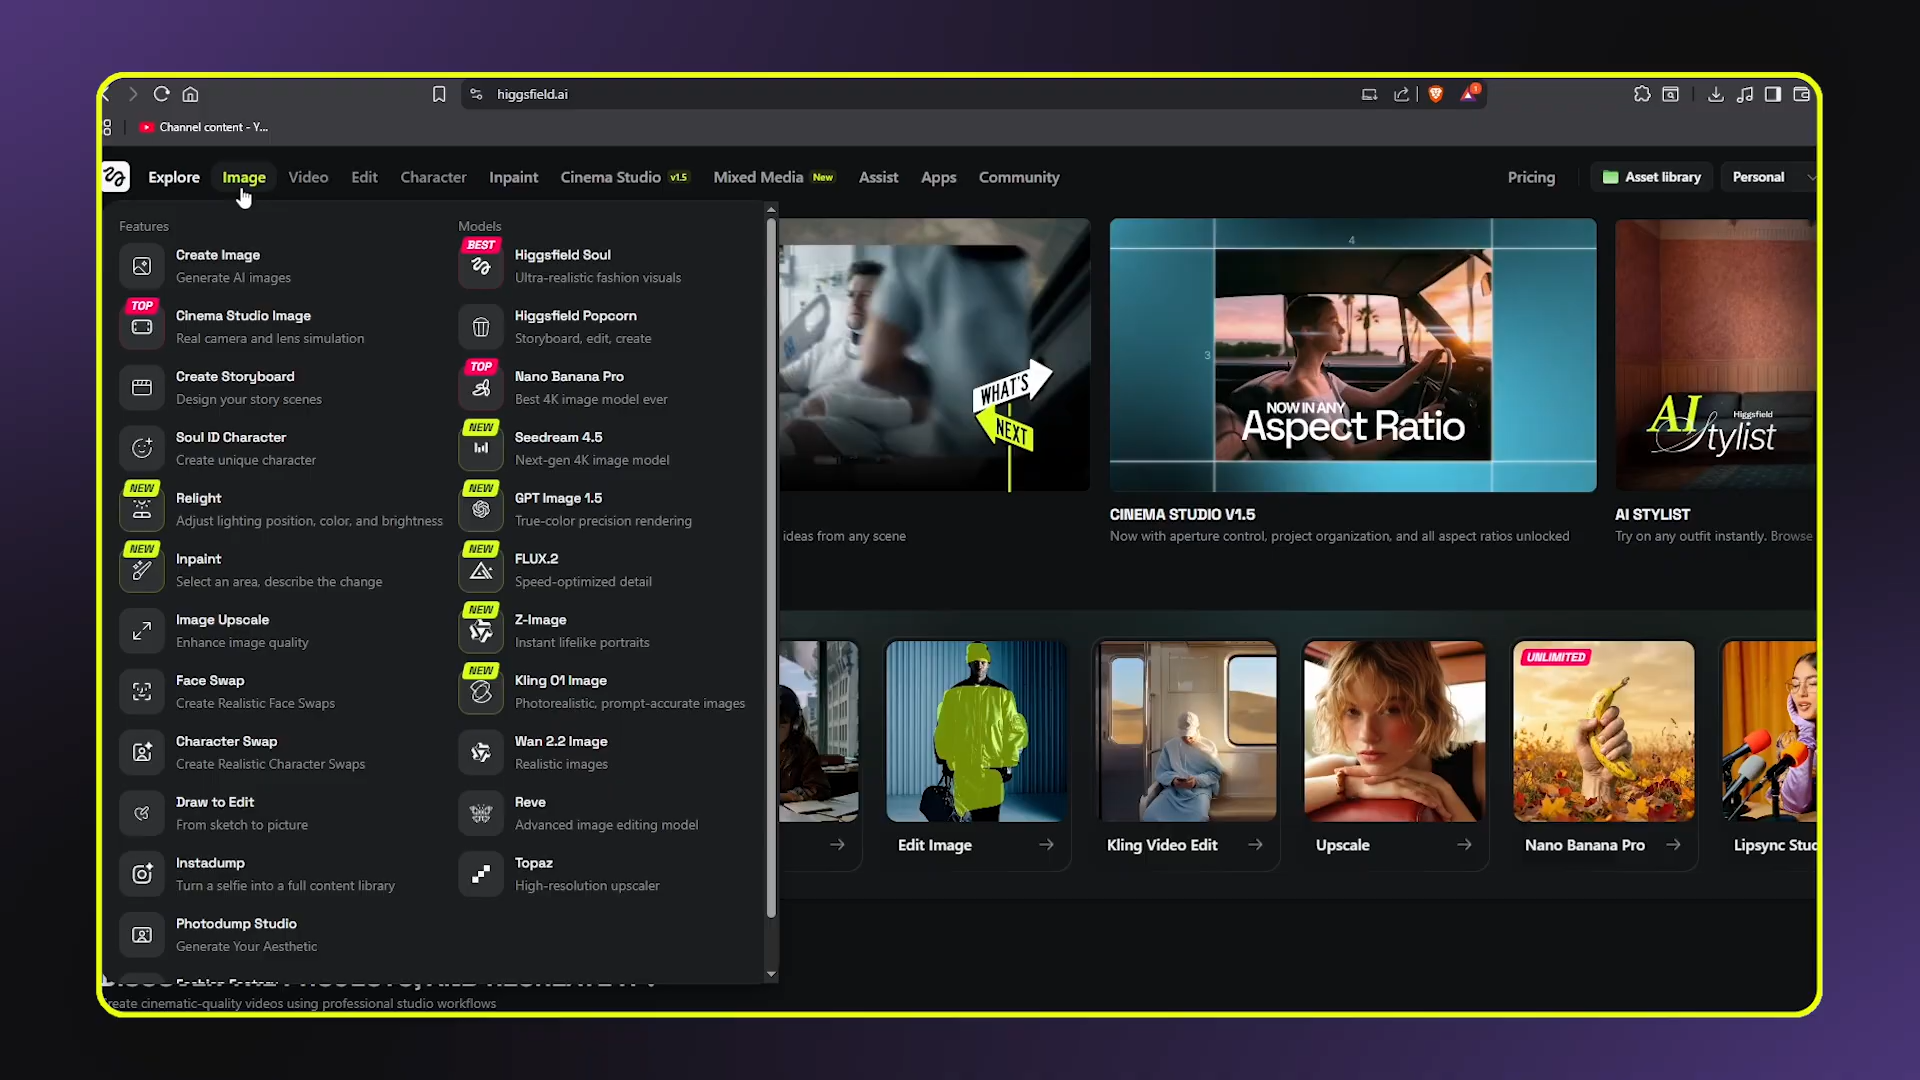 higgsfield.ai
1
Channel content - Y...
Explore
Image
Video
Edit
Character
Inpaint
Cinema Studio v1.5
Mixed Media New
Assist
Apps
Community
Pricing
Asset library
Personal
Features
Create Image
Generate AI images
TOP
Cinema Studio Image
Real camera and lens simulation
Create Storyboard
Design your story scenes
Soul ID Character
Create unique character
NEW
Relight
Adjust lighting position, color, and brightness
NEW
Inpaint
Select an area, describe the change
Image Upscale
Enhance image quality
Face Swap
Create Realistic Face Swaps
Character Swap
Create Realistic Character Swaps
Draw to Edit
From sketch to picture
Instadump
Turn a selfie into a full content library
Photodump Studio
Generate Your Aesthetic
Models
BEST
Higgsfield Soul
Ultra-realistic fashion visuals
Higgsfield Popcorn
Storyboard, edit, create
TOP
Nano Banana Pro
Best 4K image model ever
NEW
Seedream 4.5
Next-gen 4K image model
NEW
GPT Image 1.5
True-color precision rendering
NEW
FLUX.2
Speed-optimized detail
NEW
Z-Image
Instant lifelike portraits
NEW
Kling O1 Image
Photorealistic, prompt-accurate images
Wan 2.2 Image
Realistic images
Reve
Advanced image editing model
Topaz
High-resolution upscaler
WHAT'S
NEXT
ideas from any scene
4
3
NOW IN ANY
Aspect Ratio
CINEMA STUDIO V1.5
Now with aperture control, project organization, and all aspect ratios unlocked
Higgsfield
AI Stylist
AI STYLIST
Try on any outfit instantly. Browse
Edit Image
Kling Video Edit
Upscale
UNLIMITED
Nano Banana Pro
Lipsync Stud
create cinematic-quality videos using professional studio workflows